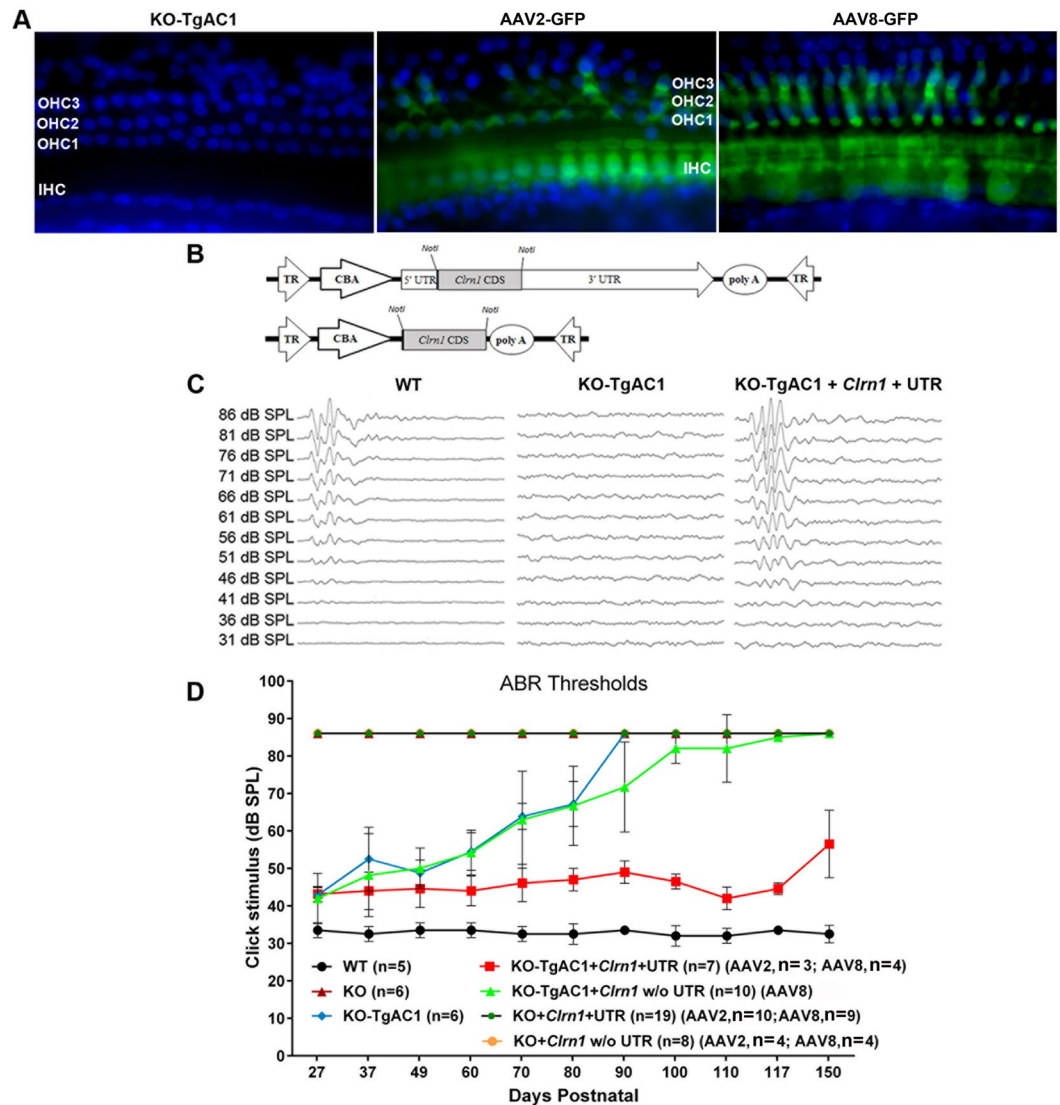 A
KO-TgAC1
AAV2-GFP
AAV8-GFP
OHC3
OHC2
OHC1
IHC
OHC3
OHC2
OHC1
IHC
B
NotI
NotI
TR
CBA
5' UTR
Clrn1 CDS
3' UTR
poly A
TR
NotI
NotI
TR
CBA
Clrn1 CDS
poly A
TR
C
WT
KO-TgAC1
KO-TgAC1 + Clrn1 + UTR
86 dB SPL
81 dB SPL
76 dB SPL
71 dB SPL
66 dB SPL
61 dB SPL
56 dB SPL
51 dB SPL
46 dB SPL
41 dB SPL
36 dB SPL
31 dB SPL
D
ABR Thresholds
Click stimulus (dB SPL)
100
90
80
70
60
50
40
30
20
10
0
WT (n=5)
KO (n=6)
KO-TgAC1 (n=6)
KO-TgAC1+Clrn1+UTR (n=7) (AAV2, n=3; AAV8, n=4)
KO-TgAC1+Clrn1 w/o UTR (n=10) (AAV8)
KO+Clrn1+UTR (n=19) (AAV2,n=10;AAV8,n=9)
KO+Clrn1 w/o UTR (n=8) (AAV2,n=4; AAV8,n=4)
27 37 49 60 70 80 90 100 110 117 150
Days Postnatal